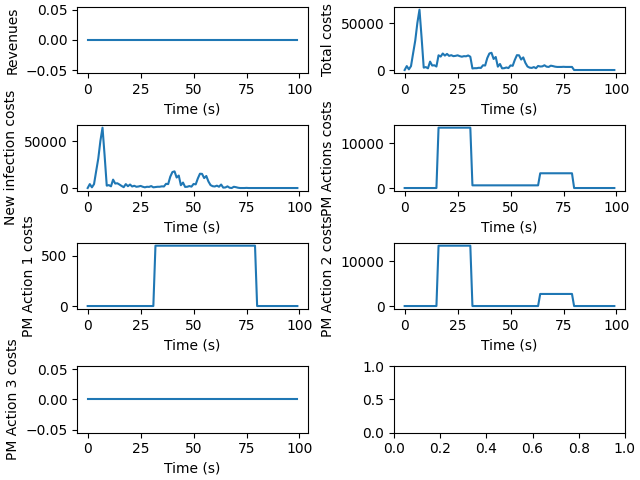 Revenues
0.05
0.00
−0.05
0 25 50 75 100
Time (s)
Total costs
50000
0
0 25 50 75 100
Time (s)
New infection costs
50000
0
0 25 50 75 100
Time (s)
PM Actions costs
10000
0
0 25 50 75 100
Time (s)
PM Action 1 costs
500
0
0 25 50 75 100
Time (s)
PM Action 2 costs
10000
0
0 25 50 75 100
Time (s)
PM Action 3 costs
0.05
0.00
−0.05
0 25 50 75 100
Time (s)
1.0
0.5
0.0
0.0 0.2 0.4 0.6 0.8 1.0